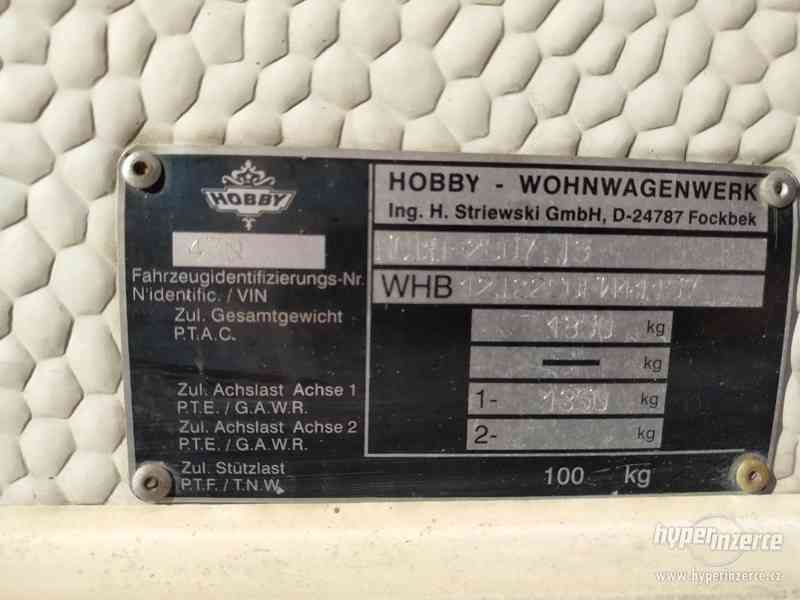 HOBBY
HOBBY - WOHNWAGENWERK
Ing. H. Striewski GmbH, D-24787 Fockbek
Fahrzeugidentifizierungs-Nr.
N'identific. / VIN
WHB
Zul. Gesamtgewicht
P.T.A.C.
kg
— kg
Zul. Achslast Achse 1
P.T.E. / G.A.W.R.
1- 1350 kg
Zul. Achslast Achse 2
P.T.E. / G.A.W.R.
2- kg
Zul. Stützlast
P.T.F. / T.N.W.
100 kg
hyperinzerce
www.hyperinzerce.cz